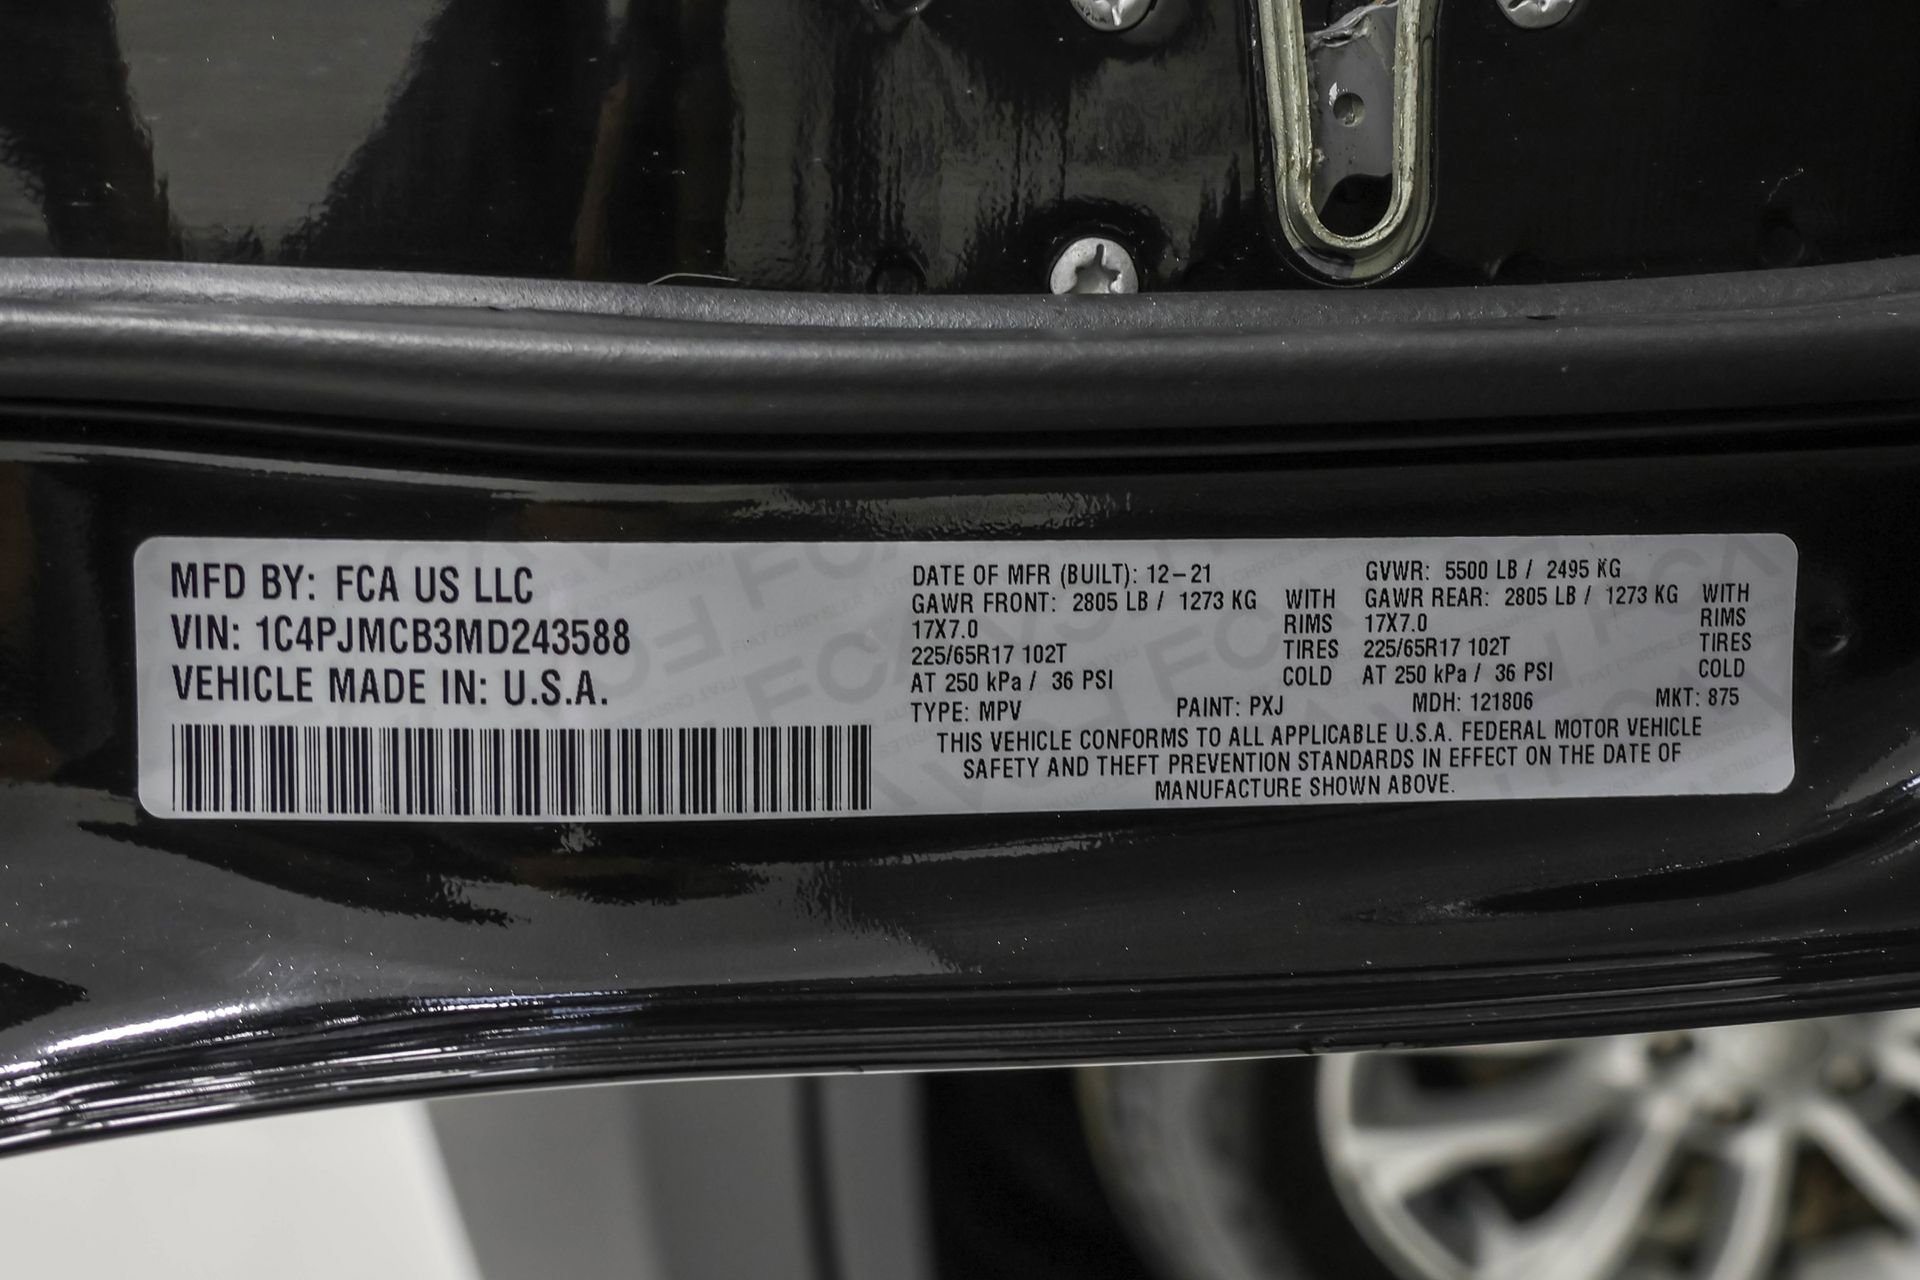 MFD BY: FCA US LLC
VIN: 1C4PJMCB3MD243588
VEHICLE MADE IN: U.S.A.
DATE OF MFR (BUILT): 12-21 GVWR: 5500 LB / 2495 KG
GAWR FRONT: 2805 LB / 1273 KG WITH GAWR REAR: 2805 LB / 1273 KG WITH
17X7.0 RIMS 17X7.0 RIMS
225/65R17 102T TIRES 225/65R17 102T TIRES
AT 250 kPa / 36 PSI COLD AT 250 kPa / 36 PSI COLD
TYPE: MPV PAINT: PXJ MDH: 121806 MKT: 875
THIS VEHICLE CONFORMS TO ALL APPLICABLE U.S.A. FEDERAL MOTOR VEHICLE
SAFETY AND THEFT PREVENTION STANDARDS IN EFFECT ON THE DATE OF
MANUFACTURE SHOWN ABOVE.